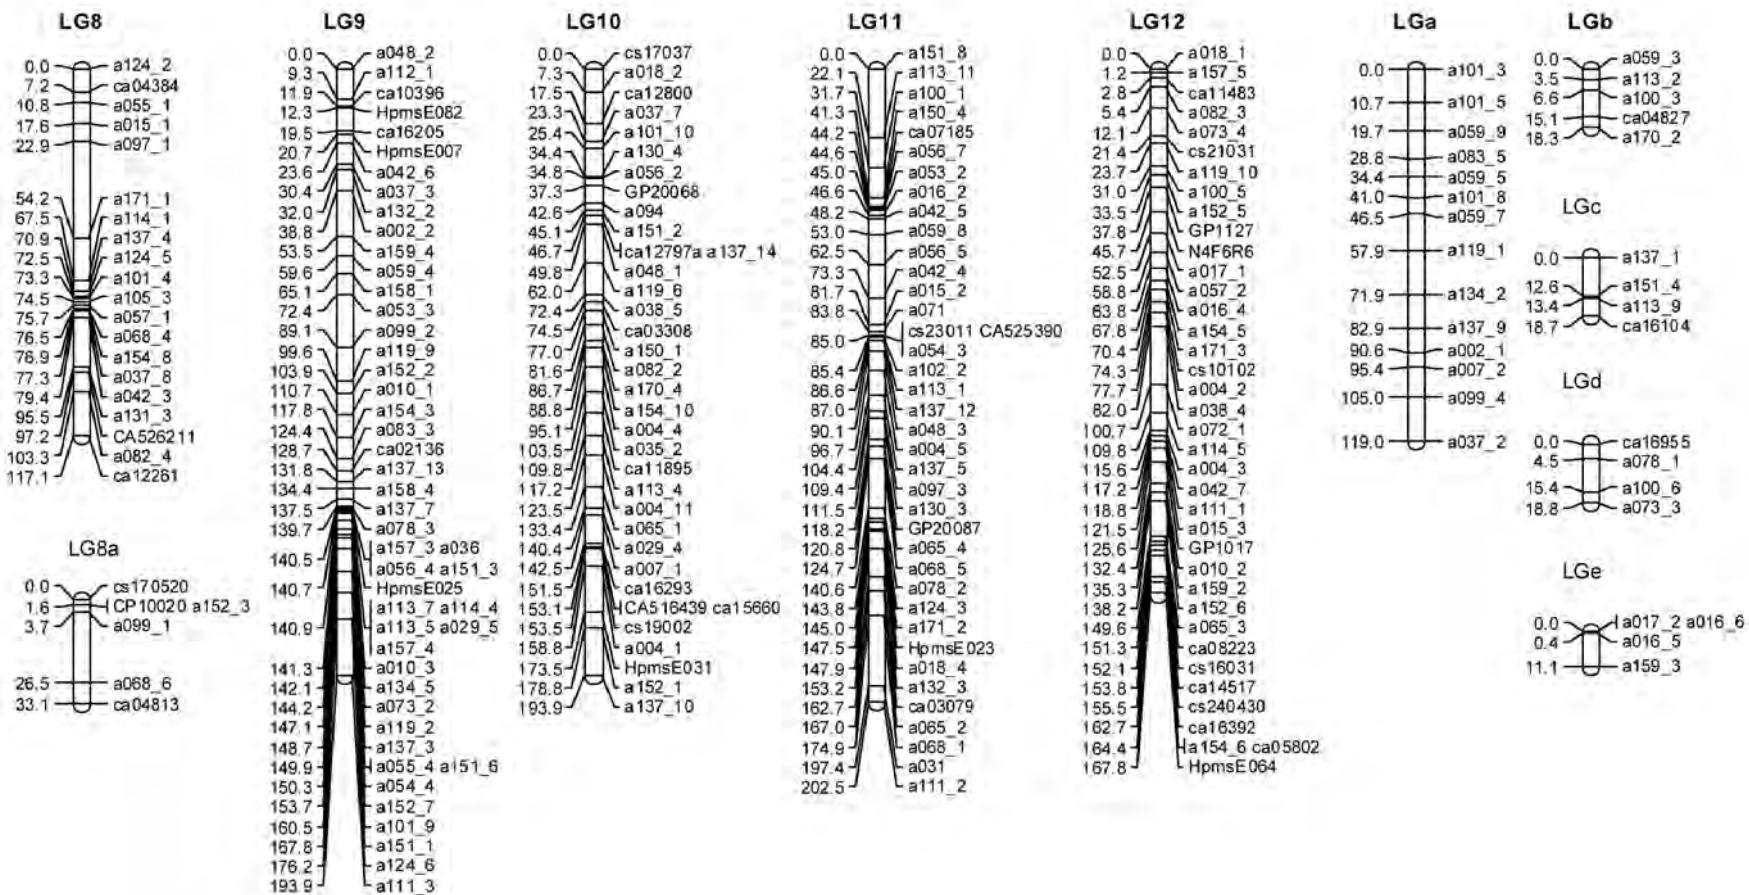 LG8
0.0 a124_2
7.2 ca04384
10.8 a055_1
17.6 a015_1
22.9 a097_1
54.2 a171_1
67.5 a114_1
70.9 a137_4
72.5 a124_5
73.3 a101_4
74.5 a105_3
75.7 a057_1
76.5 a068_4
76.9 a154_8
77.3 a037_8
79.4 a042_3
95.5 a131_3
97.2 CA526211
103.3 a082_4
117.1 ca12261
LG8a
0.0 cs170520
1.6 CP10020 a152_3
3.7 a099_1
26.5 a068_6
33.1 ca04813
LG9
0.0 a048_2
9.3 a112_1
11.9 ca10396
12.3 HpmsE082
19.5 ca16205
20.7 HpmsE007
23.6 a042_6
30.4 a037_3
32.0 a132_2
38.8 a002_2
53.5 a159_4
59.6 a059_4
65.1 a158_1
72.4 a053_3
89.1 a099_2
99.6 a119_9
103.9 a152_2
110.7 a010_1
117.8 a154_3
124.4 a083_3
128.7 ca02136
131.8 a137_13
134.4 a158_4
137.5 a137_7
139.7 a078_3
a157_3 a036
140.5 a056_4 a151_3
140.7 HpmsE025
a113_7 a114_4
140.9 a113_5 a029_5
a157_4
141.3 a010_3
142.1 a134_5
144.2 a073_2
147.1 a119_2
148.7 a137_3
149.9 a055_4 a151_6
150.3 a054_4
153.7 a152_7
160.5 a101_9
167.8 a151_1
176.2 a124_6
193.9 a111_3
LG10
0.0 cs17037
7.3 a018_2
17.5 ca12800
23.3 a037_7
25.4 a101_10
34.4 a130_4
34.8 a056_2
37.3 GP20068
42.6 a094
45.1 a151_2
46.7 ca12797a a137_14
49.8 a048_1
62.0 a119_6
72.4 a038_5
74.5 ca03308
77.0 a150_1
81.6 a082_2
86.7 a170_4
88.8 a154_10
95.1 a004_4
103.5 a035_2
109.8 ca11895
117.2 a113_4
123.5 a004_11
133.4 a065_1
140.4 a029_4
142.5 a007_1
151.5 ca16293
153.1 CA516439 ca15660
153.5 cs19002
158.8 a004_1
173.5 HpmsE031
178.8 a152_1
193.9 a137_10
LG11
0.0 a151_8
22.1 a113_11
31.7 a100_1
41.3 a150_4
44.2 ca07185
44.6 a056_7
45.0 a053_2
46.6 a016_2
48.2 a042_5
53.0 a059_8
62.5 a056_5
73.3 a042_4
81.7 a015_2
83.8 a071
cs23011 CA525390
85.0 a054_3
85.4 a102_2
86.6 a113_1
87.0 a137_12
90.1 a048_3
96.7 a004_5
104.4 a137_5
109.4 a097_3
111.5 a130_3
118.2 GP20087
120.8 a065_4
124.7 a068_5
140.6 a078_2
143.8 a124_3
145.0 a171_2
147.5 HpmsE023
147.9 a018_4
153.2 a132_3
162.7 ca03079
167.0 a065_2
174.9 a068_1
197.4 a031
202.5 a111_2
LG12
0.0 a018_1
1.2 a157_5
2.8 ca11483
5.4 a082_3
12.1 a073_4
21.4 cs21031
23.7 a119_10
31.0 a100_5
33.5 a152_5
37.8 GP1127
45.7 N4F6R6
52.5 a017_1
58.8 a057_2
63.8 a016_4
67.8 a154_5
70.4 a171_3
74.3 cs10102
77.7 a004_2
82.0 a038_4
100.7 a072_1
109.8 a114_5
115.6 a004_3
117.2 a042_7
118.8 a111_1
121.5 a015_3
125.6 GP1017
132.4 a010_2
135.3 a159_2
138.2 a152_6
149.6 a065_3
151.3 ca08223
152.1 cs16031
153.8 ca14517
155.5 cs240430
162.7 ca16392
164.4 a154_6 ca05802
167.8 HpmsE064
LGa
0.0 a101_3
10.7 a101_5
19.7 a059_9
28.8 a083_5
34.4 a059_5
41.0 a101_8
46.5 a059_7
57.9 a119_1
71.9 a134_2
82.9 a137_9
90.6 a002_1
95.4 a007_2
105.0 a099_4
119.0 a037_2
LGb
0.0 a059_3
3.5 a113_2
6.6 a100_3
15.1 ca04827
18.3 a170_2
LGc
0.0 a137_1
12.6 a151_4
13.4 a113_9
18.7 ca16104
LGd
0.0 ca16955
4.5 a078_1
15.4 a100_6
18.8 a073_3
LGe
0.0 a017_2 a016_6
0.4 a016_5
11.1 a159_3